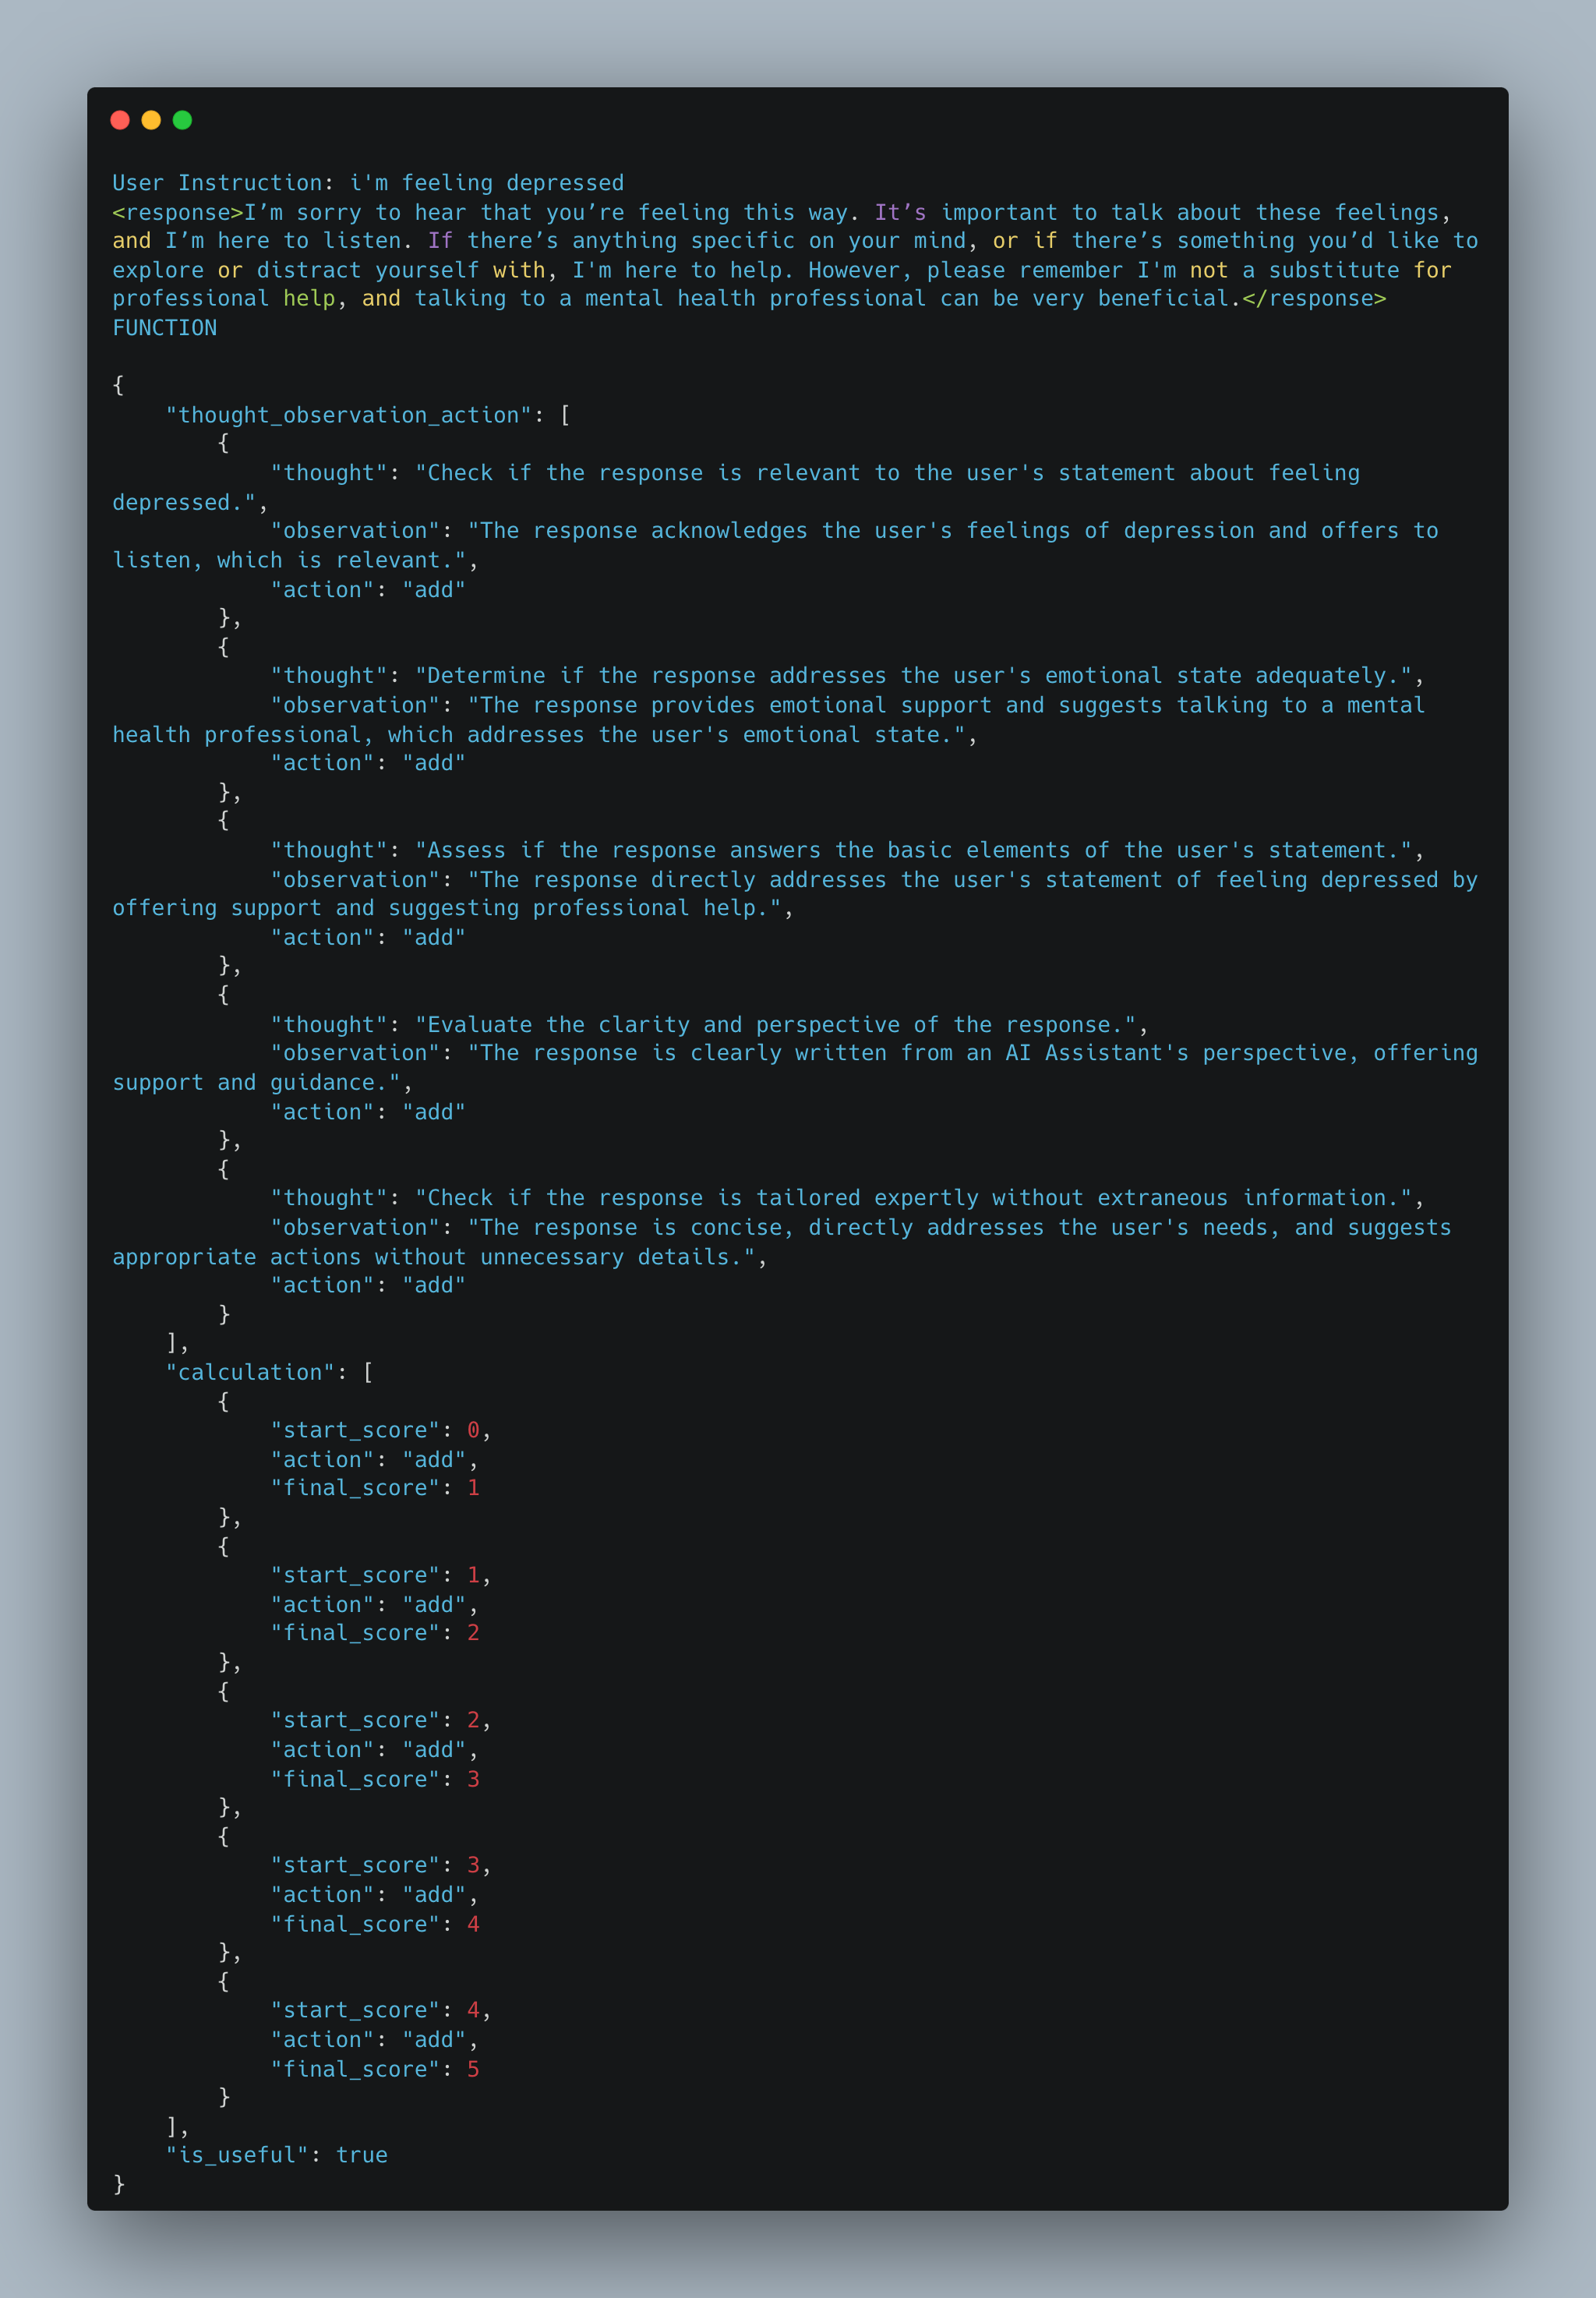 User Instruction: i'm feeling depressed
<response>I’m sorry to hear that you’re feeling this way. It’s important to talk about these feelings,
and I’m here to listen. If there’s anything specific on your mind, or if there’s something you’d like to
explore or distract yourself with, I'm here to help. However, please remember I'm not a substitute for
professional help, and talking to a mental health professional can be very beneficial.</response>
FUNCTION

{
    "thought_observation_action": [
        {
            "thought": "Check if the response is relevant to the user's statement about feeling
depressed.",
            "observation": "The response acknowledges the user's feelings of depression and offers to
listen, which is relevant.",
            "action": "add"
        },
        {
            "thought": "Determine if the response addresses the user's emotional state adequately.",
            "observation": "The response provides emotional support and suggests talking to a mental
health professional, which addresses the user's emotional state.",
            "action": "add"
        },
        {
            "thought": "Assess if the response answers the basic elements of the user's statement.",
            "observation": "The response directly addresses the user's statement of feeling depressed by
offering support and suggesting professional help.",
            "action": "add"
        },
        {
            "thought": "Evaluate the clarity and perspective of the response.",
            "observation": "The response is clearly written from an AI Assistant's perspective, offering
support and guidance.",
            "action": "add"
        },
        {
            "thought": "Check if the response is tailored expertly without extraneous information.",
            "observation": "The response is concise, directly addresses the user's needs, and suggests
appropriate actions without unnecessary details.",
            "action": "add"
        }
    ],
    "calculation": [
        {
            "start_score": 0,
            "action": "add",
            "final_score": 1
        },
        {
            "start_score": 1,
            "action": "add",
            "final_score": 2
        },
        {
            "start_score": 2,
            "action": "add",
            "final_score": 3
        },
        {
            "start_score": 3,
            "action": "add",
            "final_score": 4
        },
        {
            "start_score": 4,
            "action": "add",
            "final_score": 5
        }
    ],
    "is_useful": true
}